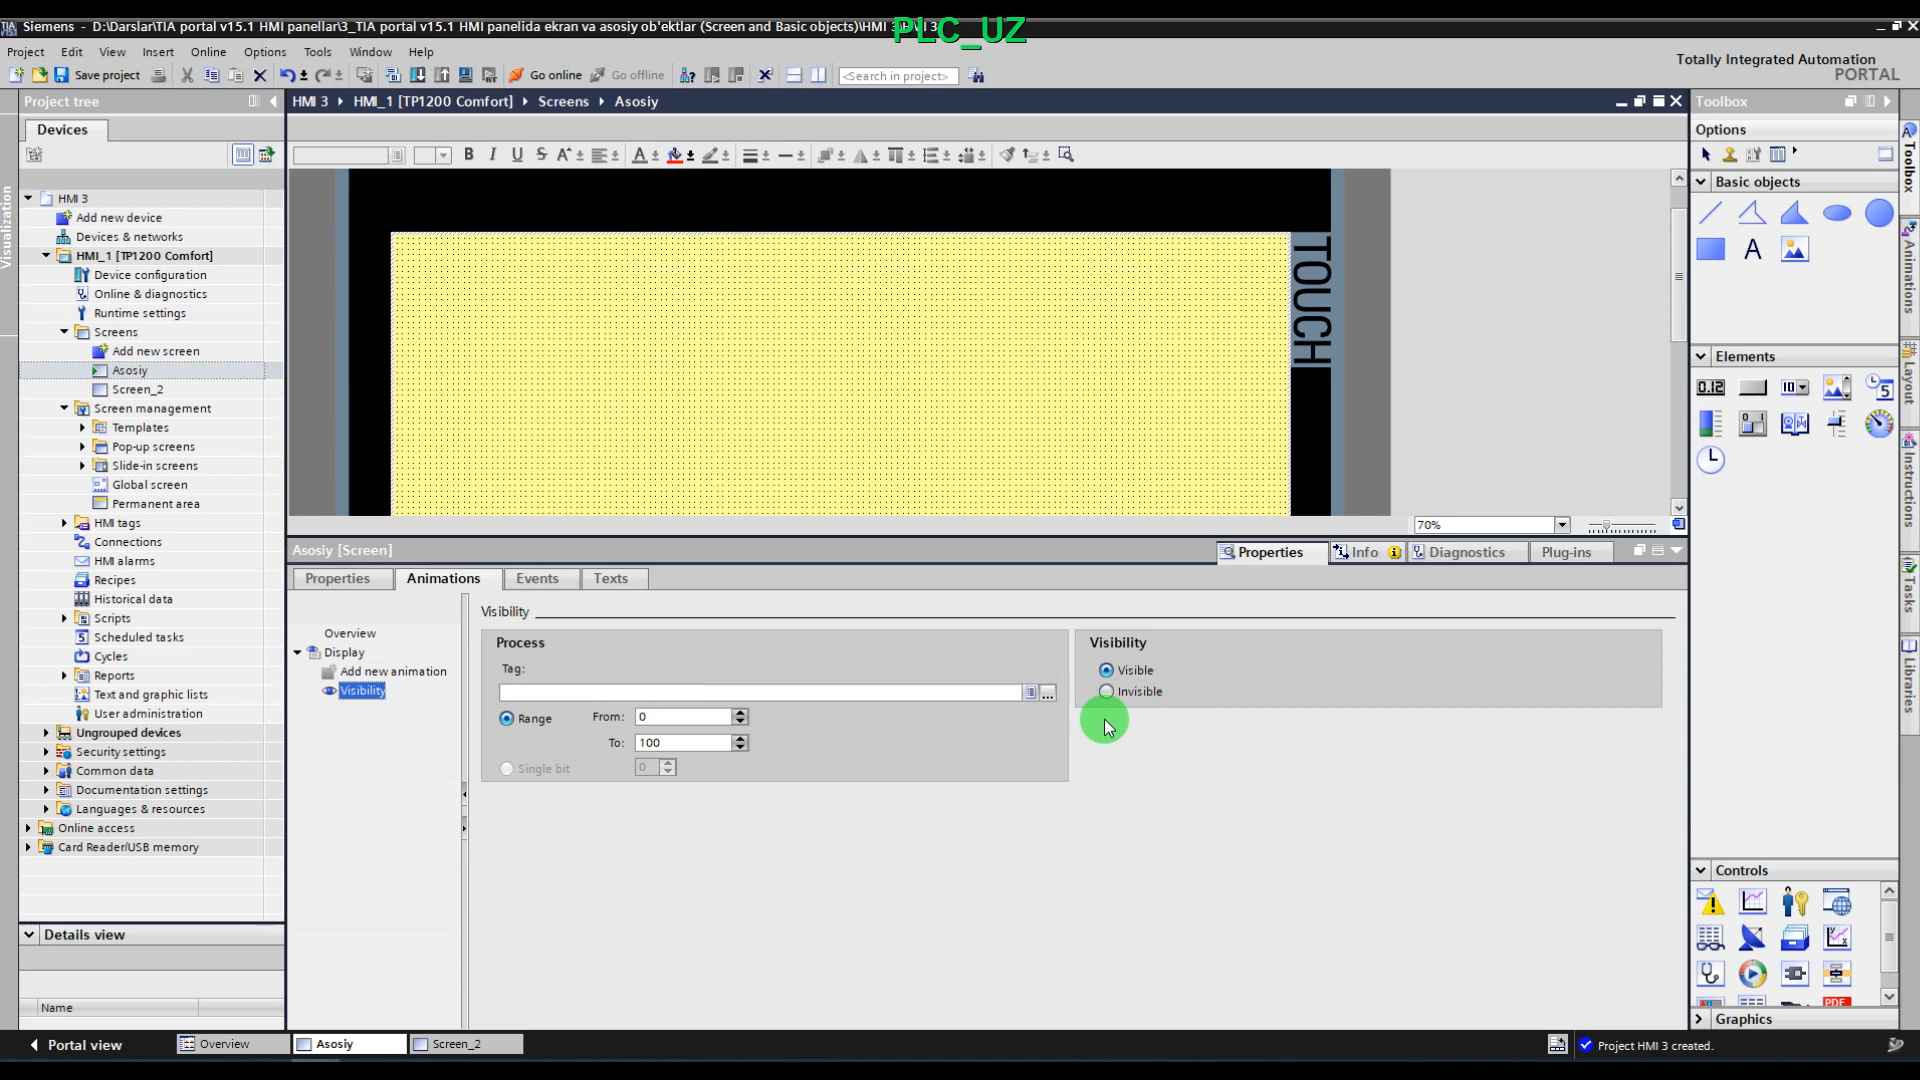 Siemens - D:\Darslar\TIA portal v15.1 HMI panellar\3_TIA portal v15.1 HMI panelida ekran va asosiy ob'ektlar (Screen and Basic objects)\HMI 3\HMI 3
PLC_UZ
Project Edit View Insert Online Options Tools Window Help
Totally Integrated Automation
PORTAL
Save project
Go online
Go offline
<Search in project>
Project tree
HMI 3 HMI_1 [TP1200 Comfort] Screens Asosiy
Toolbox
Devices
Options
Visualization
HMI 3
Add new device
Devices & networks
HMI_1 [TP1200 Comfort]
Device configuration
Online & diagnostics
Runtime settings
Screens
Add new screen
Asosiy
Screen_2
Screen management
Templates
Pop-up screens
Slide-in screens
Global screen
Permanent area
HMI tags
Connections
HMI alarms
Recipes
Historical data
Scripts
Scheduled tasks
Cycles
Reports
Text and graphic lists
User administration
Ungrouped devices
Security settings
Common data
Documentation settings
Languages & resources
Online access
Card Reader/USB memory
Details view
Name
TOUCH
70%
Asosiy [Screen]
Properties Info Diagnostics Plug-ins
Properties Animations Events Texts
Overview
Display
Add new animation
Visibility
Visibility
Process
Tag:
Range From: 0
To: 100
Single bit 0
Visibility
Visible
Invisible
Basic objects
Elements
Controls
Graphics
Toolbox
Animations
Layout
Instructions
Tasks
Libraries
Portal view Overview Asosiy Screen_2
Project HMI 3 created.